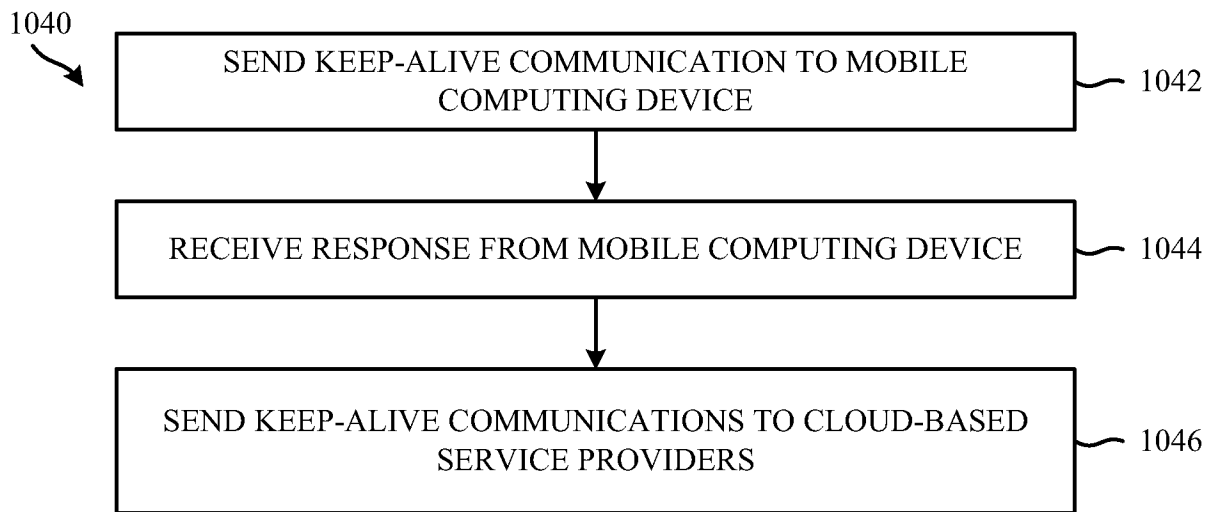 1040
SEND KEEP-ALIVE COMMUNICATION TO MOBILE
COMPUTING DEVICE
1042
RECEIVE RESPONSE FROM MOBILE COMPUTING DEVICE
1044
SEND KEEP-ALIVE COMMUNICATIONS TO CLOUD-BASED
SERVICE PROVIDERS
1046